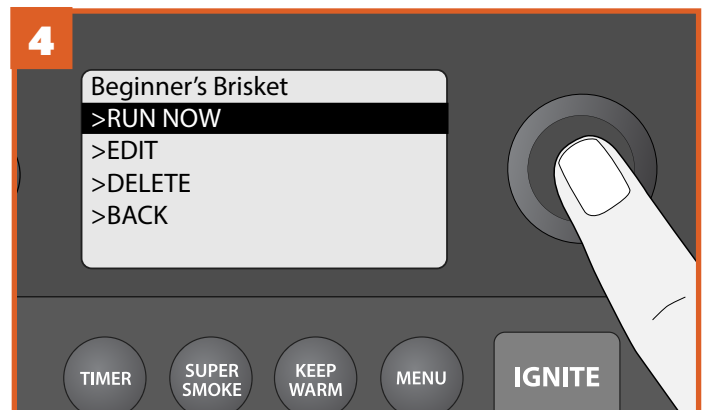 4
Beginner's Brisket
>RUN NOW
>EDIT
>DELETE
>BACK
TIMER
SUPER
SMOKE
KEEP
WARM
MENU
IGNITE